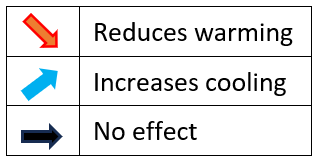 Reduces warming
Increases cooling
No effect